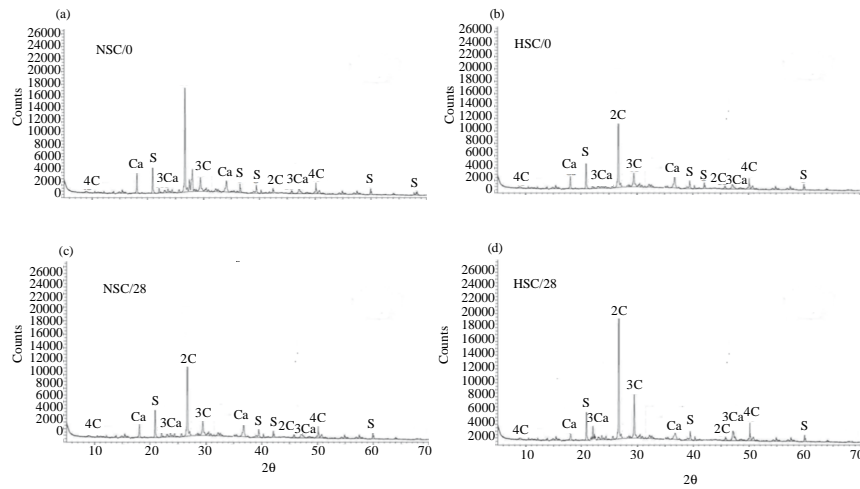 (a)
NSC/0
Counts
26000
24000
22000
20000
18000
16000
14000
12000
10000
8000
6000
4000
2000
0
4C
Ca
S
3Ca
3C
Ca
S
S
2C
3Ca
4C
S
S
(b)
HSC/0
Counts
26000
24000
22000
20000
18000
16000
14000
12000
10000
8000
6000
4000
2000
0
4C
Ca
S
3Ca
2C
3C
Ca
S
S
2C
3Ca
4C
S
(c)
NSC/28
Counts
26000
24000
22000
20000
18000
16000
14000
12000
10000
8000
6000
4000
2000
0
4C
Ca
S
3Ca
2C
3C
Ca
S
S
2C
3Ca
4C
S
10 20 30 40 50 60 70
2θ
(d)
HSC/28
Counts
26000
24000
22000
20000
18000
16000
14000
12000
10000
8000
6000
4000
2000
4C
Ca
S
3Ca
2C
3C
Ca
S
2C
3Ca
4C
S
10 20 30 40 50 60 70
2θ